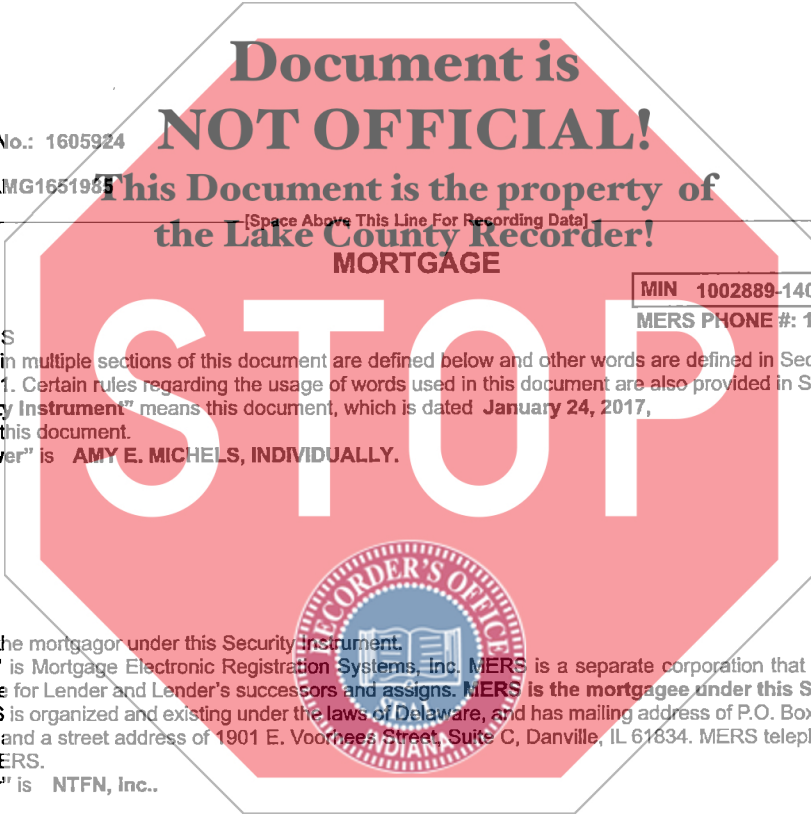 Document is
NOT OFFICIAL!
No.: 1605924
MG1651985
This Document is the property of
[Space Above This Line For Recording Data]
the Lake County Recorder!
MORTGAGE
MIN 1002889-140
MERS PHONE #: 1
S
in multiple sections of this document are defined below and other words are defined in Sec
1. Certain rules regarding the usage of words used in this document are also provided in S
y Instrument” means this document, which is dated January 24, 2017,
this document.
er” is AMY E. MICHELS, INDIVIDUALLY.
STOP
RECORDER'S OFFICE
he mortgagor under this Security Instrument.
” is Mortgage Electronic Registration Systems, Inc. MERS is a separate corporation that
e for Lender and Lender's successors and assigns. MERS is the mortgagee under this S
S is organized and existing under the laws of Delaware, and has mailing address of P.O. Box
SEAL
and a street address of 1901 E. Voorhees Street, Suite C, Danville, IL 61834. MERS telep
INDIANA
ERS.
” is NTFN, Inc..